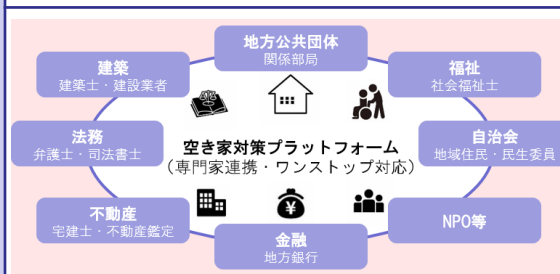 地方公共団体
関係部局
建築
建築士・建設業者
福祉
社会福祉士
法務
弁護士・司法書士
空き家対策プラットフォーム
（専門家連携・ワンストップ対応）
自治会
地域住民・民生委員
不動産
宅建士・不動産鑑定
¥
NPO等
金融
地方銀行